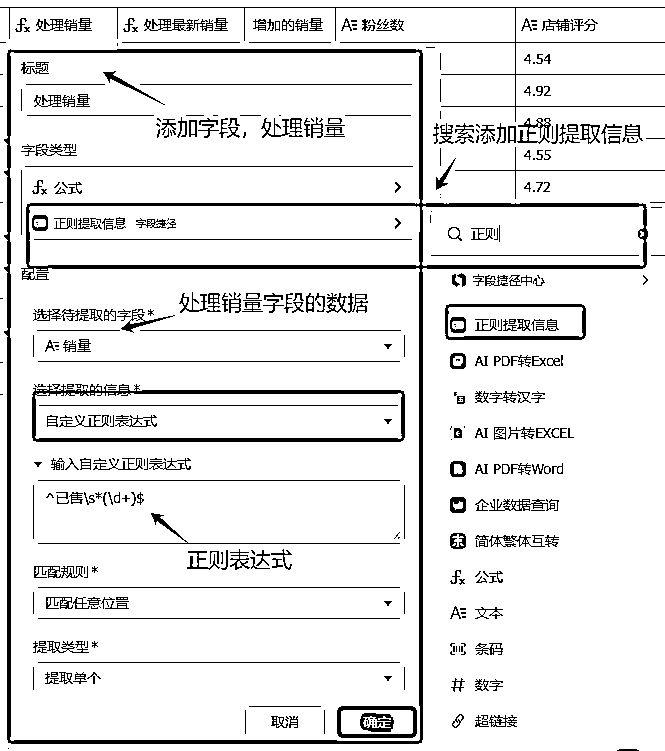 fx 处理销量
fx 处理最新销量
增加的销量
A 粉丝数
A 店铺评分
标题
处理销量
添加字段，处理销量
字段类型
fx 公式
正则提取信息 字段捷径
配置
选择待提取的字段*
处理销量字段的数据
A 销量
选择提取的信息*
自定义正则表达式
输入自定义正则表达式
^已售\s*(\d+)$
正则表达式
匹配规则*
匹配任意位置
提取类型*
提取单个
取消
确定
4.54
4.92
4.88
搜索添加正则提取信息
4.55
4.72
正则
字段捷径中心
正则提取信息
AI PDF转Excel
数字转汉字
AI 图片转EXCEL
AI PDF转Word
企业数据查询
简体繁体互转
fx 公式
A 文本
条码
# 数字
超链接